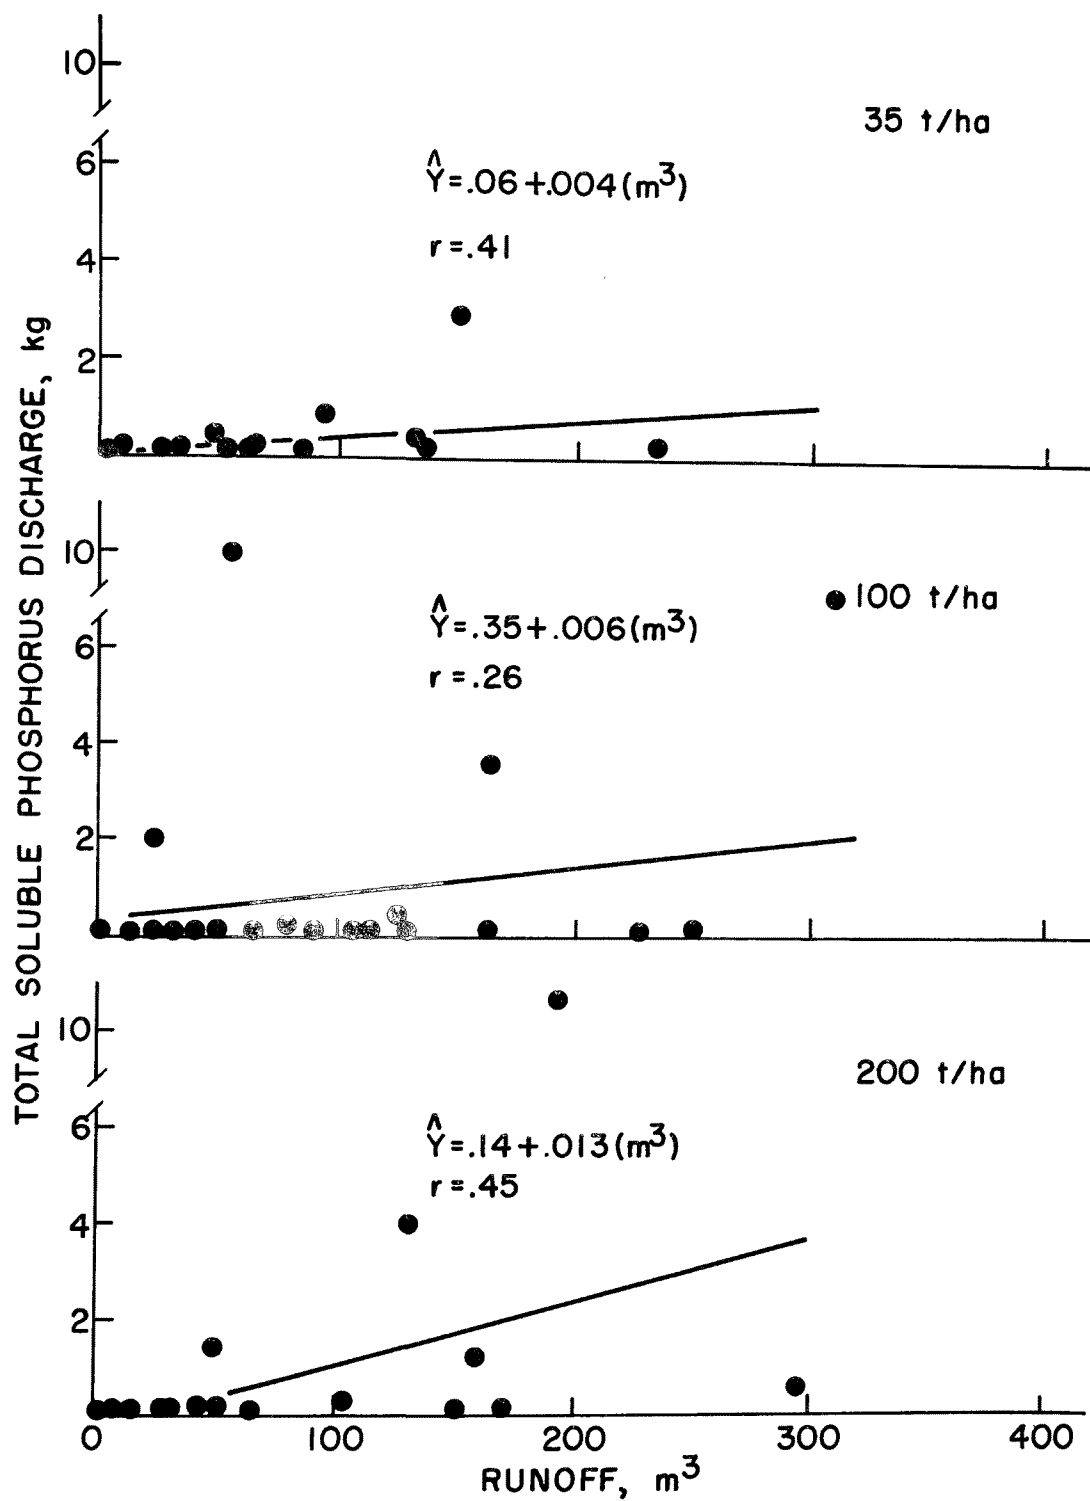 TOTAL SOLUBLE PHOSPHORUS DISCHARGE, kg
10
6
4
2
35 t/ha
Ŷ=.06+.004(m³)
r=.41
10
6
4
2
100 t/ha
Ŷ=.35+.006(m³)
r=.26
10
6
4
2
200 t/ha
Ŷ=.14+.013(m³)
r=.45
0 100 200 300 400
RUNOFF, m³